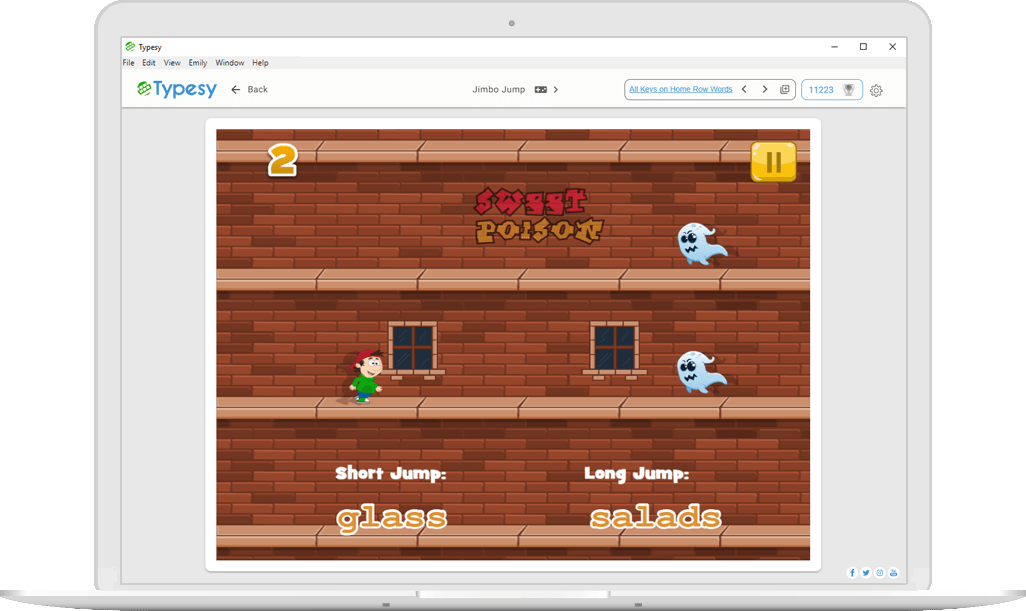 Typesy
File Edit View Emily Window Help
Typesy Back Jimbo Jump All Keys on Home Row Words 11223
2
SWEET
POISON
Short Jump: Long Jump:
glass salads